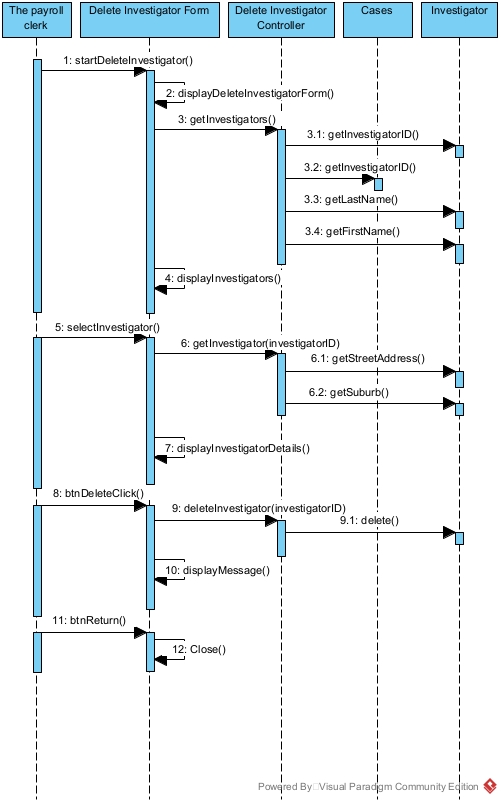 The payroll
clerk
Delete Investigator Form
Delete Investigator
Controller
Cases
Investigator
1: startDeleteInvestigator()
2: displayDeleteInvestigatorForm()
3: getInvestigators()
3.1: getInvestigatorID()
3.2: getInvestigatorID()
3.3: getLastName()
3.4: getFirstName()
4: displayInvestigators()
5: selectInvestigator()
6: getInvestigator(investigatorID)
6.1: getStreetAddress()
6.2: getSuburb()
7: displayInvestigatorDetails()
8: btnDeleteClick()
9: deleteInvestigator(investigatorID)
9.1: delete()
10: displayMessage()
11: btnReturn()
12: Close()
Powered By Visual Paradigm Community Edition